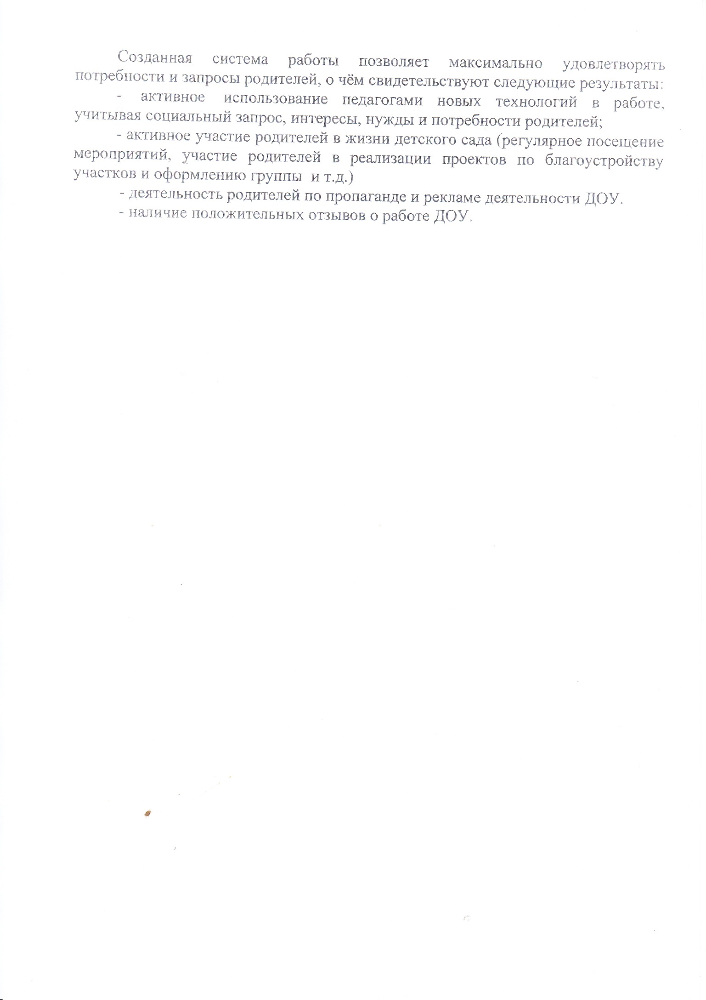 Созданная система работы позволяет максимально удовлетворять
потребности и запросы родителей, о чём свидетельствуют следующие результаты:
- активное использование педагогами новых технологий в работе,
учитывая социальный запрос, интересы, нужды и потребности родителей;
- активное участие родителей в жизни детского сада (регулярное посещение
мероприятий, участие родителей в реализации проектов по благоустройству
участков и оформлению группы и т.д.)
- деятельность родителей по пропаганде и рекламе деятельности ДОУ.
- наличие положительных отзывов о работе ДОУ.